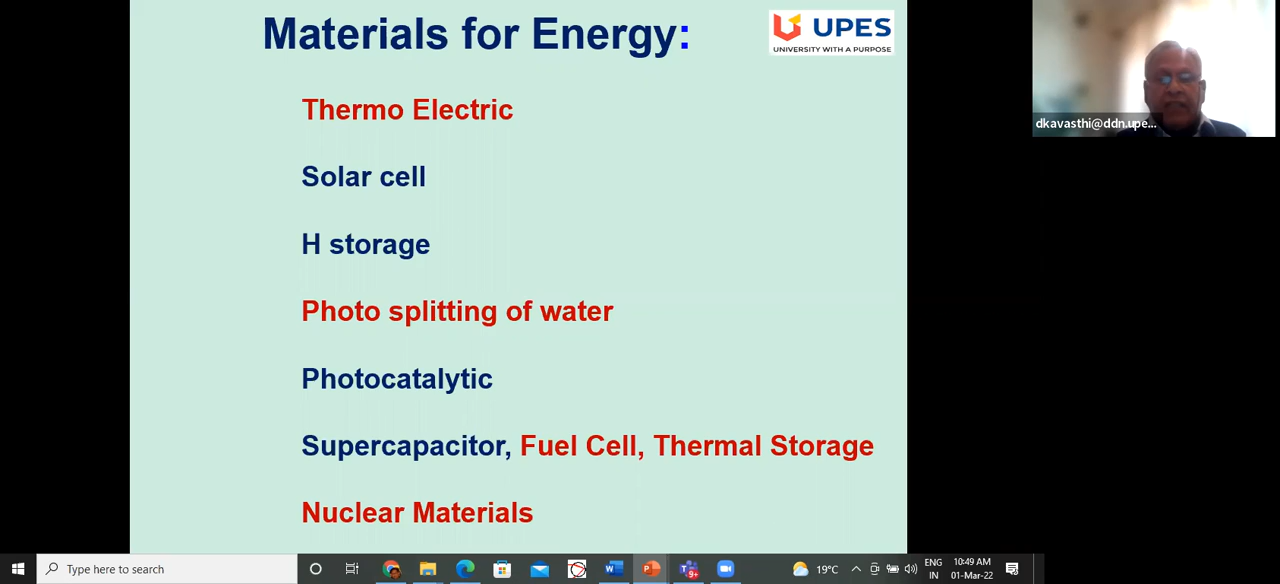 Materials for Energy:
UPES
UNIVERSITY WITH A PURPOSE
dkavasthi@ddn.upe...
Thermo Electric
Solar cell
H storage
Photo splitting of water
Photocatalytic
Supercapacitor, Fuel Cell, Thermal Storage
Nuclear Materials
Type here to search
19°C
ENG
IN
10:49 AM
01-Mar-22
9+